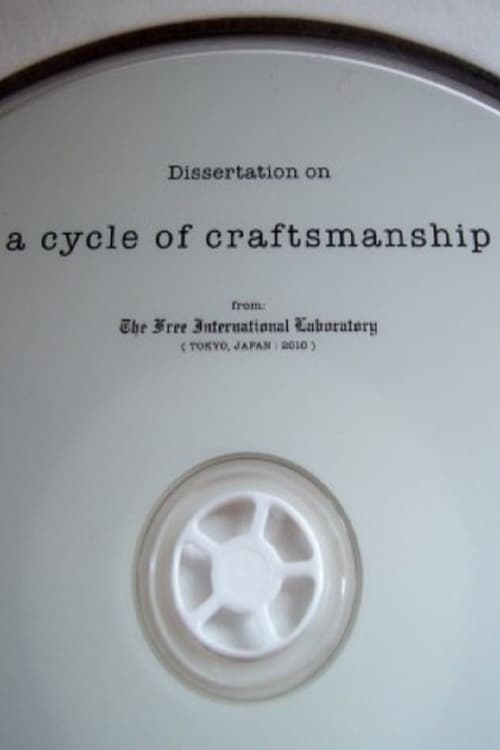 Dissertation on
a cycle of craftsmanship
from:
The Free International Laboratory
( TOKYO, JAPAN : 2010 )